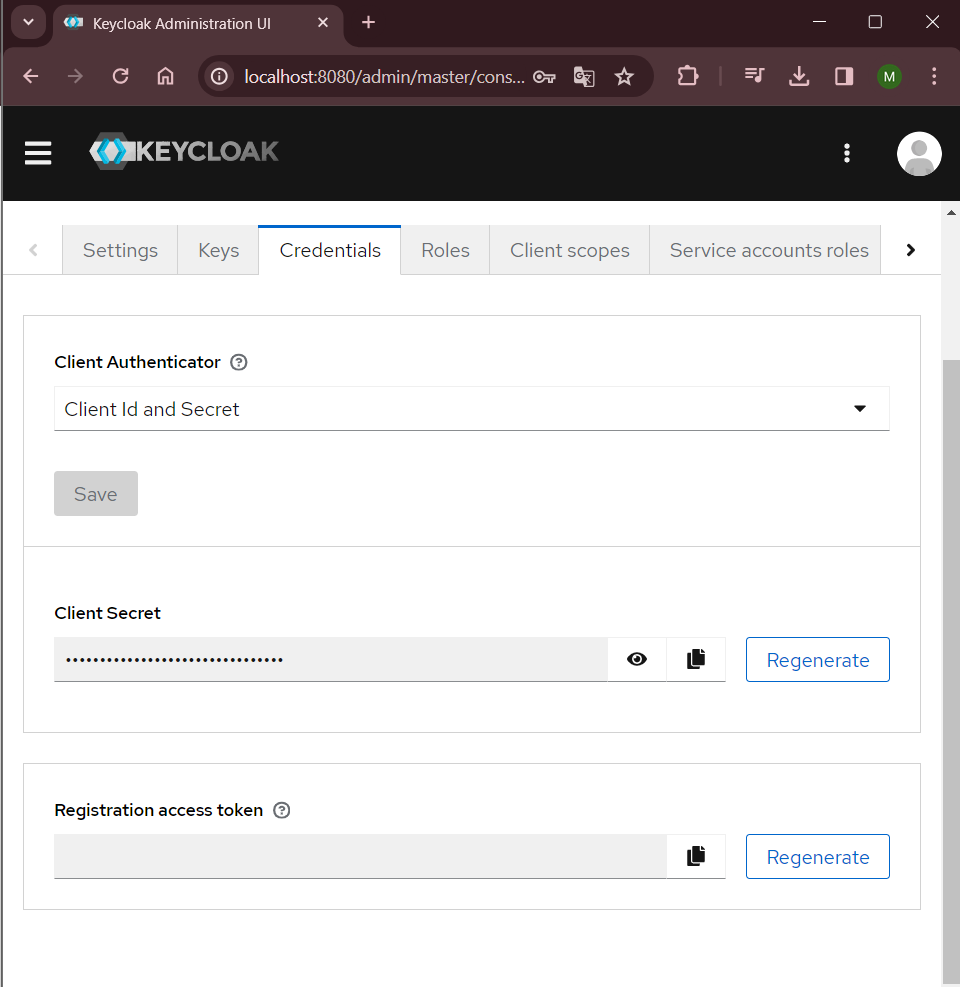 Keycloak Administration UI
localhost:8080/admin/master/cons...
M
KEYCLOAK
Settings
Keys
Credentials
Roles
Client scopes
Service accounts roles
Client Authenticator
Client Id and Secret
Save
Client Secret
••••••••••••••••••••••••••••••••
Regenerate
Registration access token
Regenerate